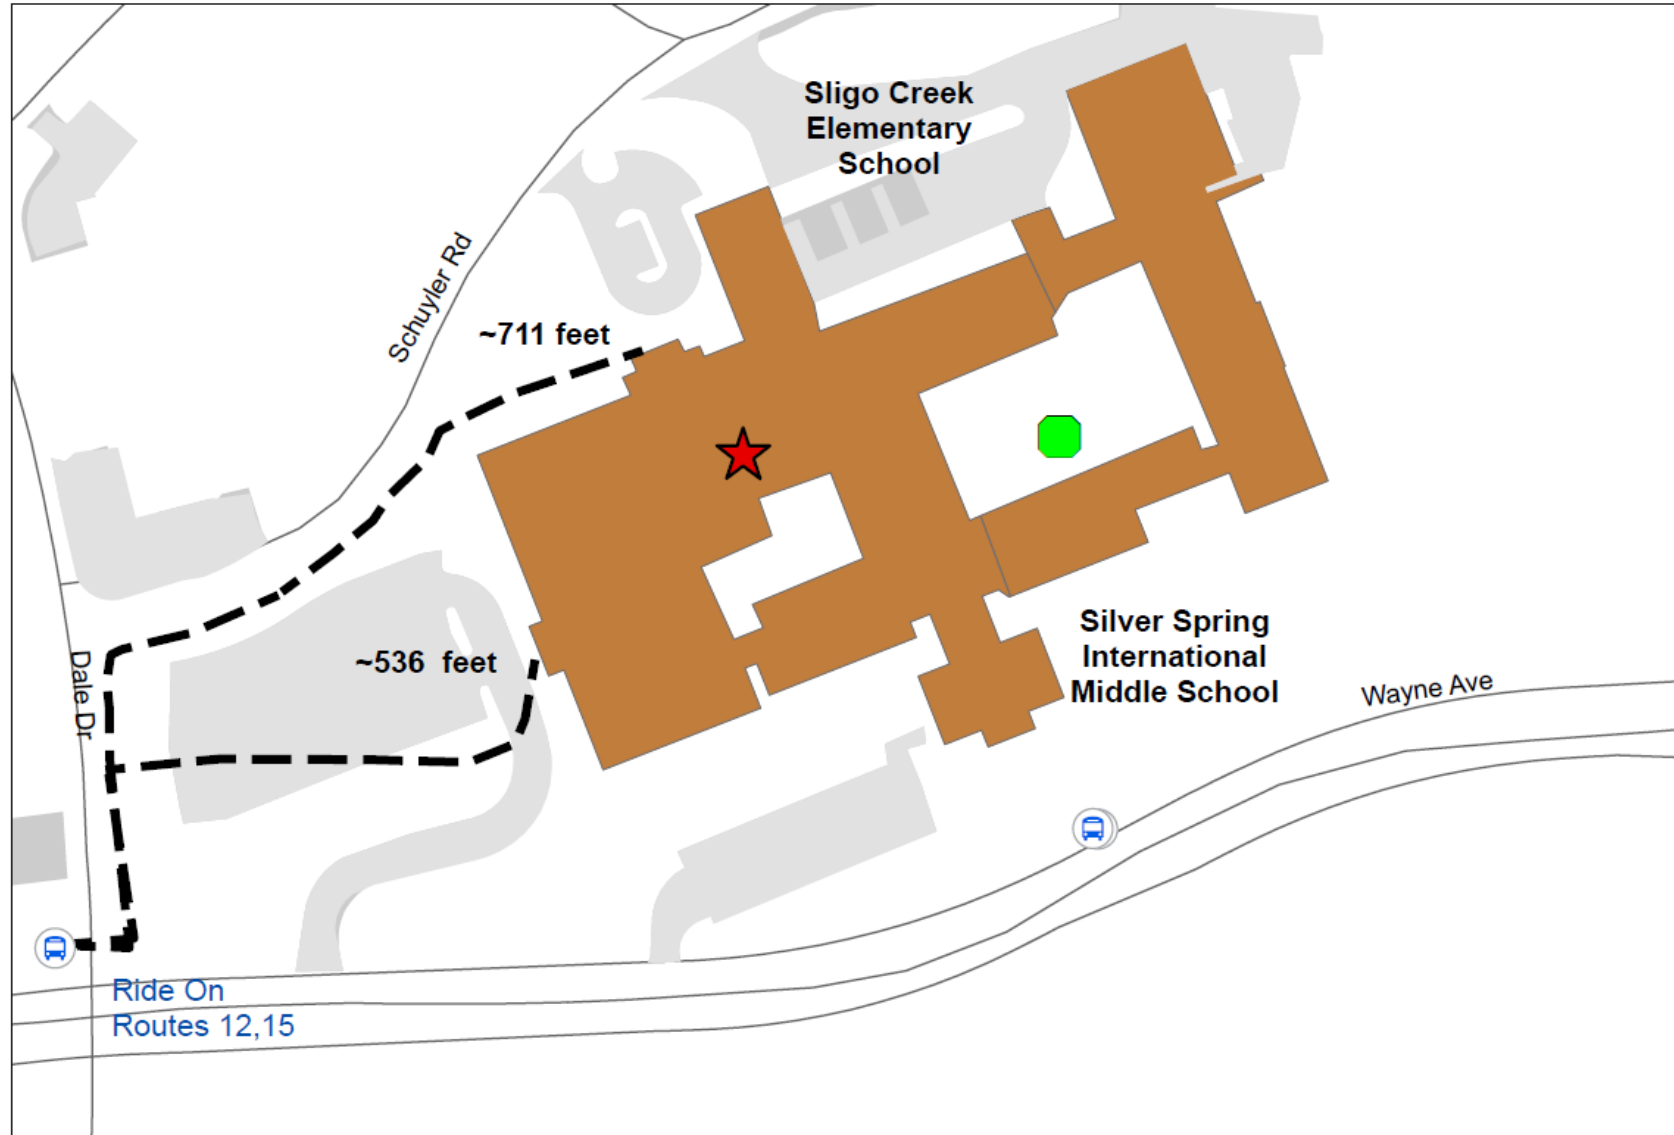 Sligo Creek
Elementary
School
Schuyler Rd
~711 feet
~536  feet
Dale Dr
Silver Spring
International
Middle School
Wayne Ave
Ride On
Routes 12,15